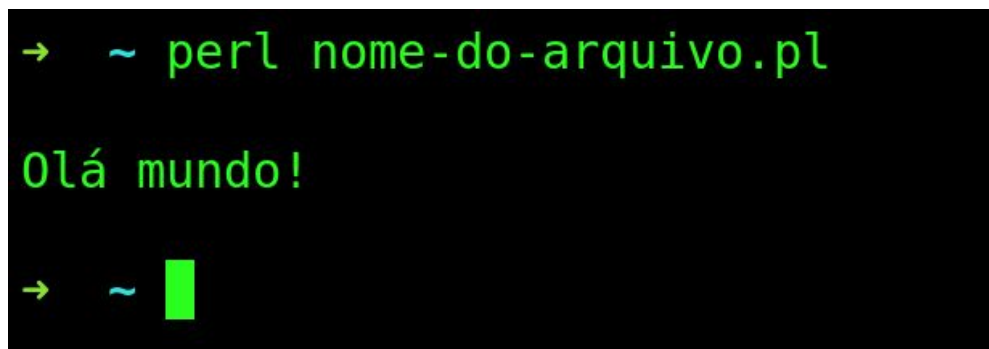 ➜ ~ perl nome-do-arquivo.pl
Olá mundo!
➜ ~